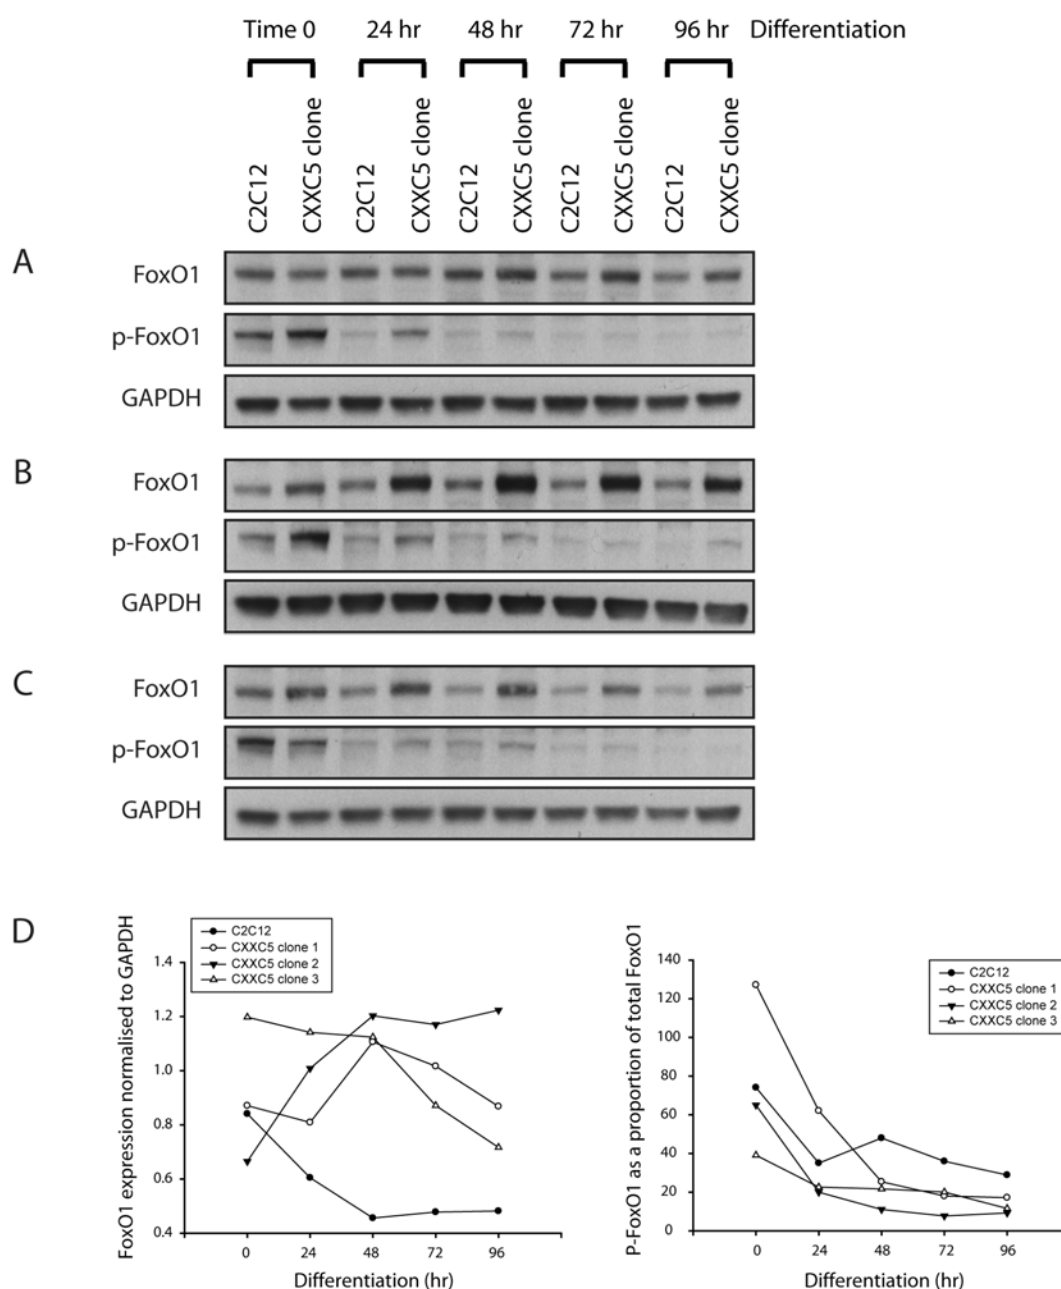 Time 0 24 hr 48 hr 72 hr 96 hr Differentiation
C2C12 CXXC5 clone C2C12 CXXC5 clone C2C12 CXXC5 clone C2C12 CXXC5 clone C2C12 CXXC5 clone
A
FoxO1
p-FoxO1
GAPDH
B
FoxO1
p-FoxO1
GAPDH
C
FoxO1
p-FoxO1
GAPDH
D
FoxO1 expression normalised to GAPDH
C2C12
CXXC5 clone 1
CXXC5 clone 2
CXXC5 clone 3
1.4
1.2
1.0
0.8
0.6
0.4
0 24 48 72 96
Differentiation (hr)
P-FoxO1 as a proportion of total FoxO1
140
120
100
80
60
40
20
0
C2C12
CXXC5 clone 1
CXXC5 clone 2
CXXC5 clone 3
0 24 48 72 96
Differentiation (hr)